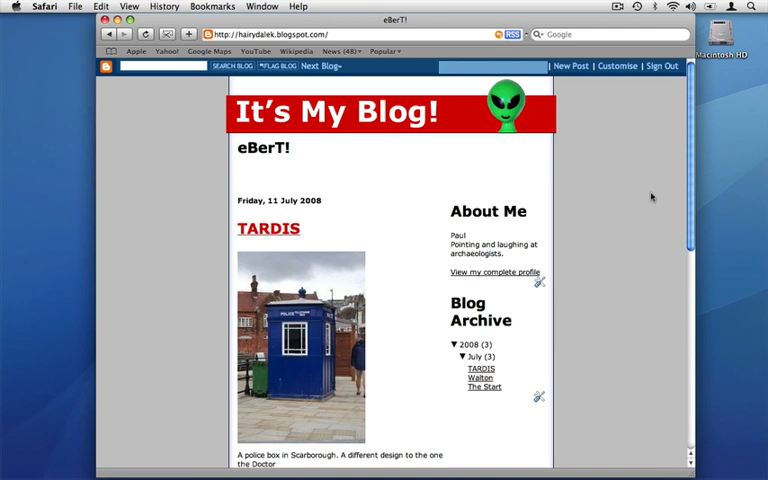 Safari File Edit View History Bookmarks Window Help
eBerT!
http://hairydalek.blogspot.com/ RSS Google
Apple Yahoo! Google Maps YouTube Wikipedia News (48) Popular
SEARCH BLOG FLAG BLOG Next Blog» | New Post | Customise | Sign Out
Macintosh HD
It's My Blog!
eBerT!
Friday, 11 July 2008
TARDIS
POLICE BOX
A police box in Scarborough. A different design to the one
the Doctor
About Me
Paul
Pointing and laughing at
archaeologists.
View my complete profile
Blog
Archive
▼ 2008 (3)
▼ July (3)
TARDIS
Walton
The Start